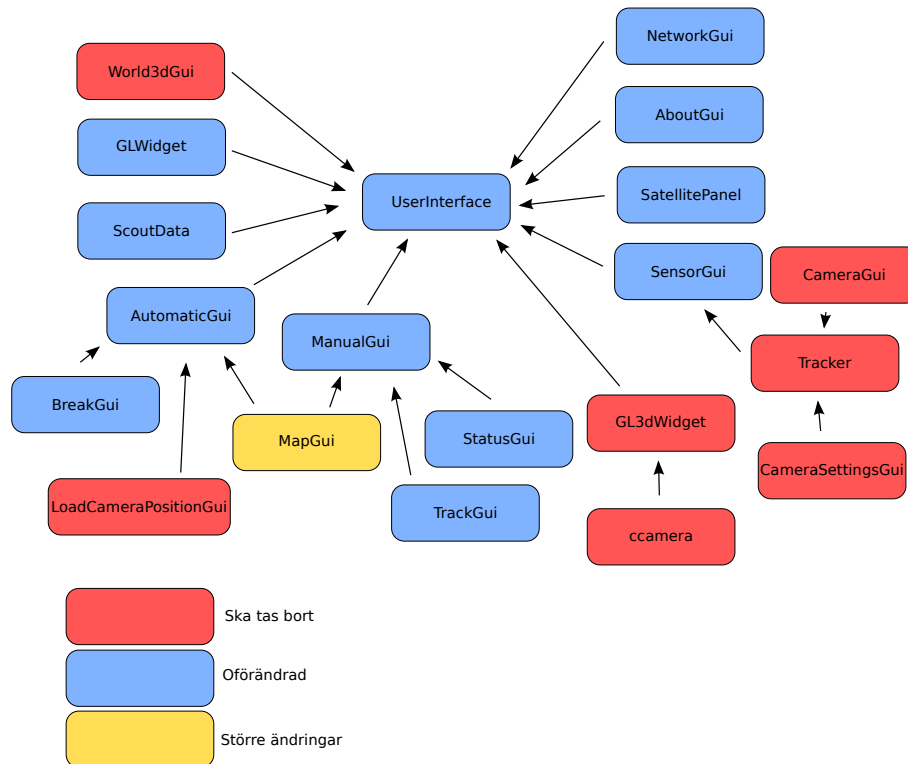 NetworkGui
World3dGui
AboutGui
GLWidget
SatellitePanel
UserInterface
ScoutData
SensorGui
CameraGui
AutomaticGui
ManualGui
Tracker
BreakGui
GL3dWidget
MapGui
StatusGui
CameraSettingsGui
LoadCameraPositionGui
TrackGui
ccamera
Ska tas bort
Oförändrad
Större ändringar